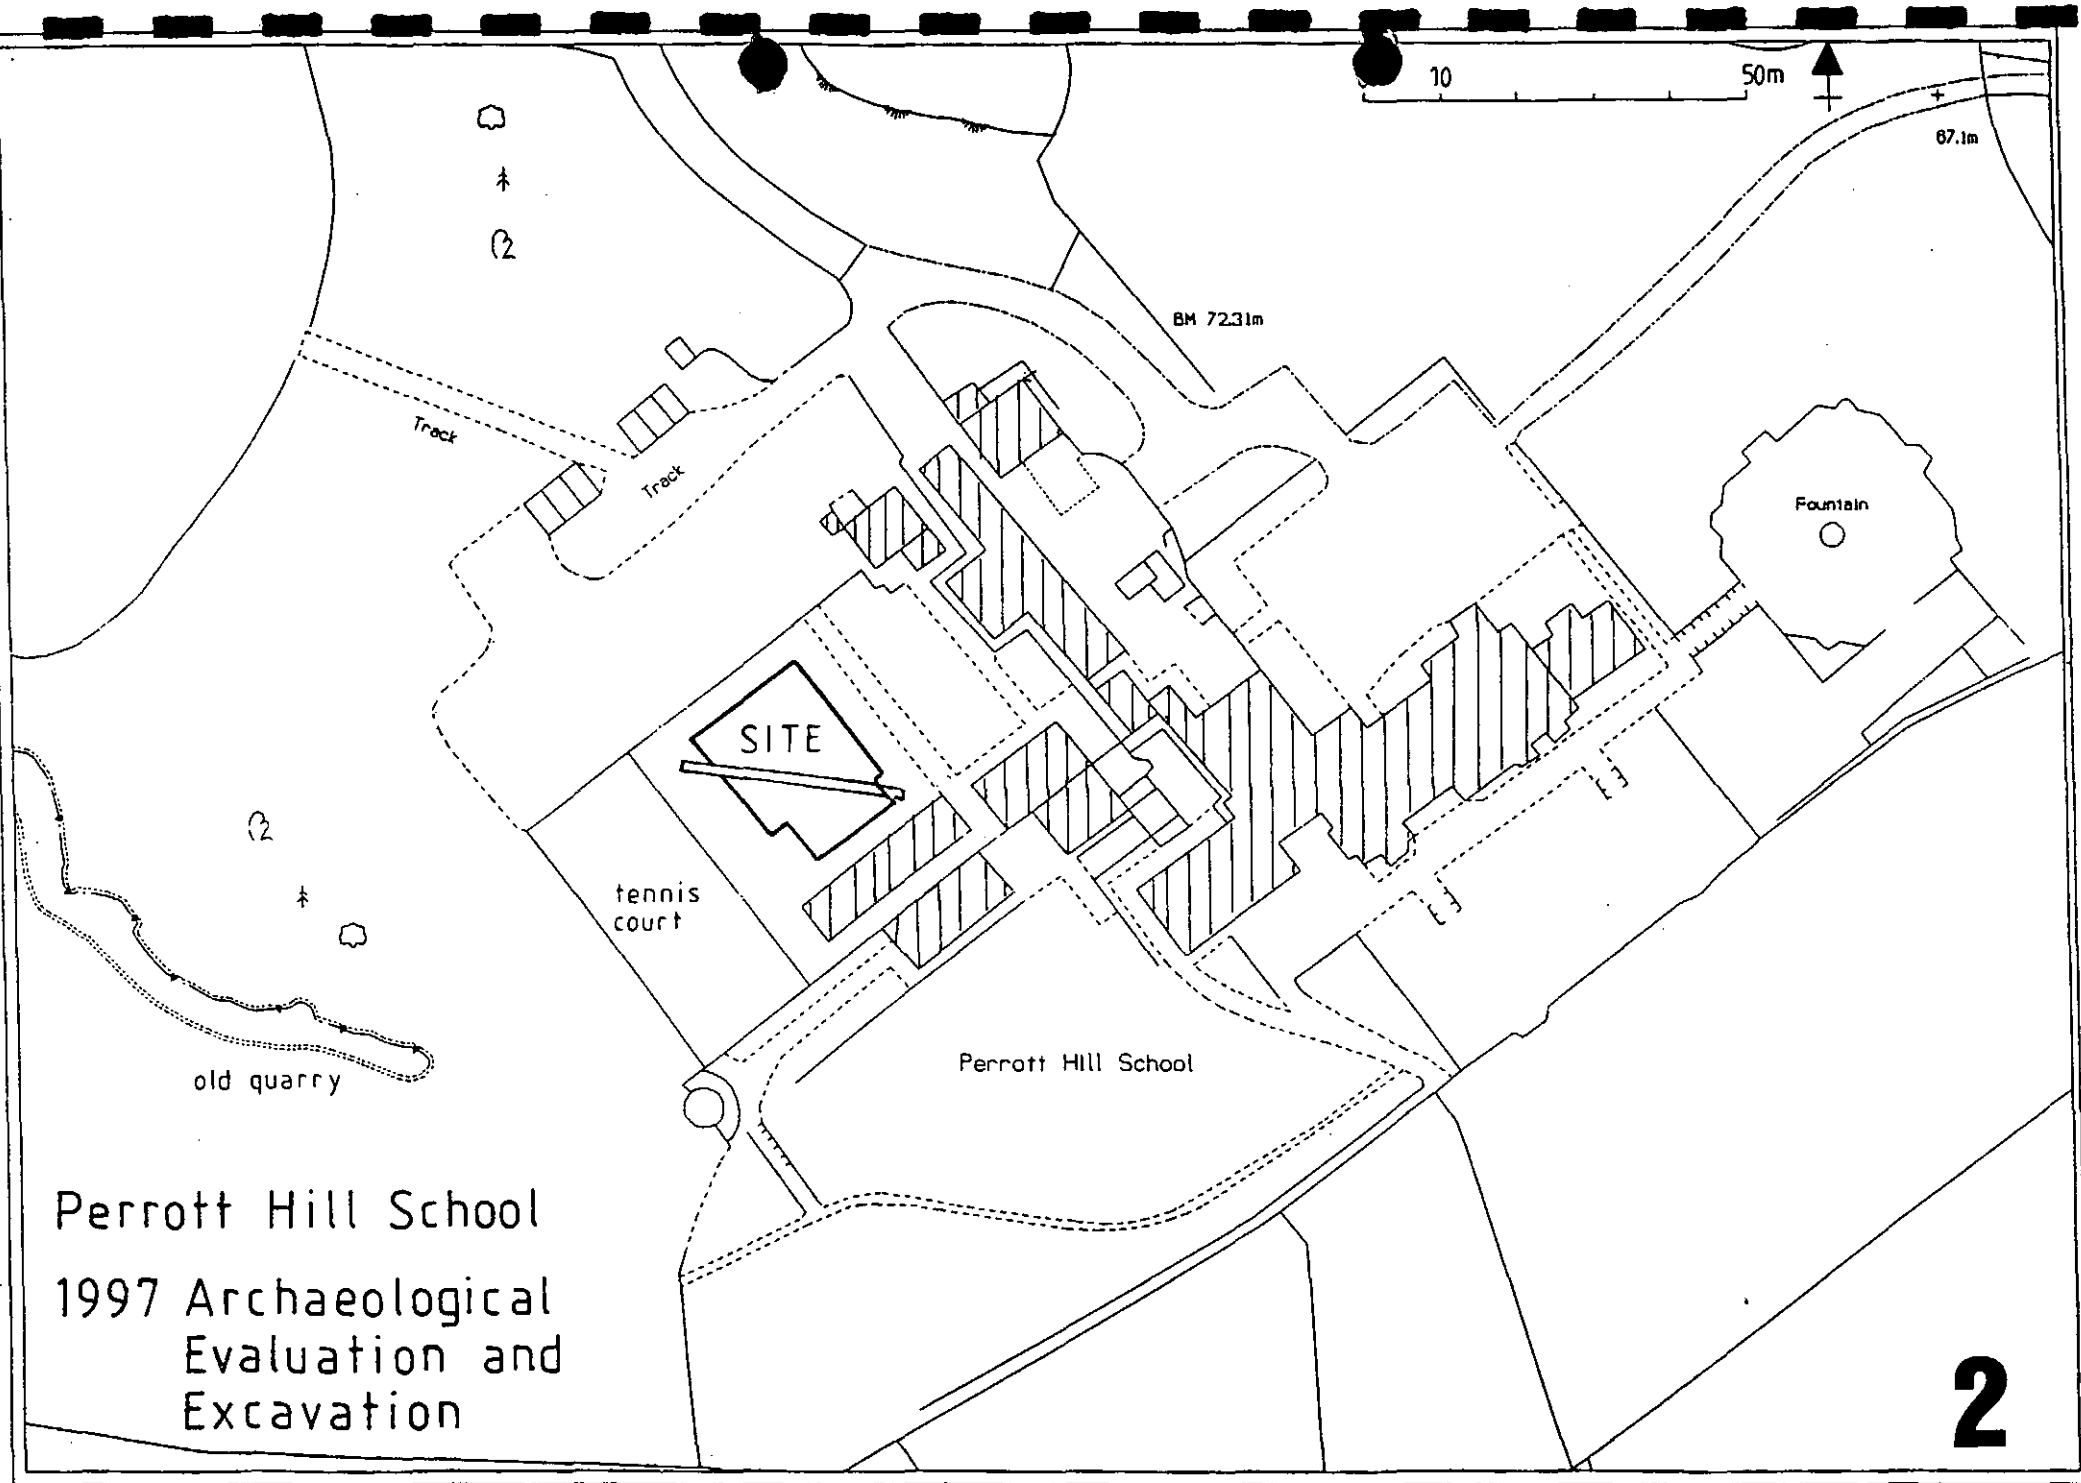 10
50m
67.1m
BM 72.31m
Track
Track
Fountain
SITE
tennis
court
old quarry
Perrott Hill School
Perrott Hill School
1997 Archaeological
Evaluation and
Excavation
2